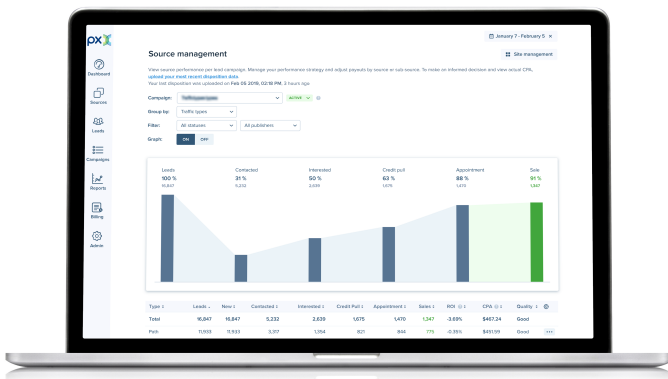 px
January 7 - February 5 ×
Source management
Site management
View source performance per lead campaign. Manage your performance strategy and adjust payouts by source or sub-source. To make an informed decision and view actual CPA,
upload your most recent disposition data.
Your last disposition was uploaded on Feb 05 2019, 02:18 PM, 3 hours ago.
Dashboard
Sources
Leads
Campaigns
Reports
Billing
Admin
Campaign:
ACTIVE
Group by: Traffic types
Filter: All statuses All publishers
Graph: ON OFF
Leads Contacted Interested Credit pull Appointment Sale
100 % 31 % 50 % 63 % 88 % 91 %
16,847 5,232 2,639 1,675 1,470 1,347
Type Leads New Contacted Interested Credit Pull Appointment Sales ROI CPA Quality
Total 16,847 16,847 5,232 2,639 1,675 1,470 1,347 -3.69% $467.24 Good
11,933 11,933 3,317 1,354 821 844 775 -0.35% $451.59 Good